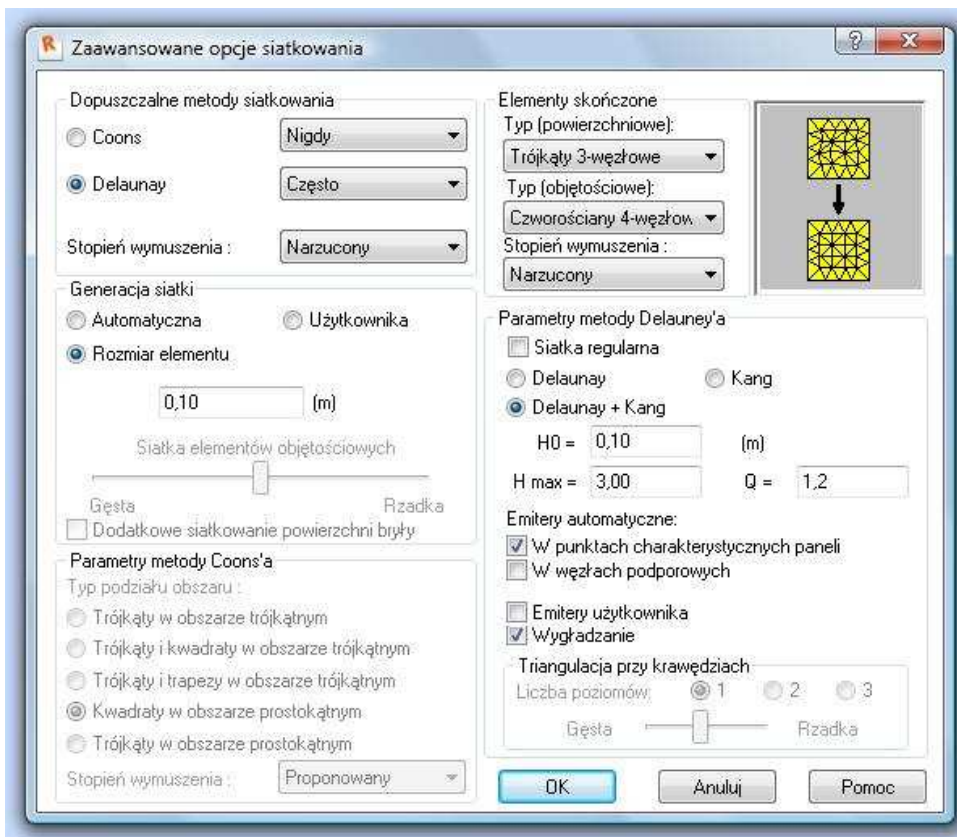 Zaawansowane opcje siatkowania
Dopuszczalne metody siatkowania
Coons Nigdy
Delaunay Często
Stopień wymuszenia : Narzucony
Generacja siatki
Automatyczna Użytkownika
Rozmiar elementu
0,10 (m)
Siatka elementów objętościowych
Gęsta Rzadka
Dodatkowe siatkowanie powierzchni bryły
Parametry metody Coons'a
Typ podziału obszaru :
Trójkąty w obszarze trójkątnym
Trójkąty i kwadraty w obszarze trójkątnym
Trójkąty i trapezy w obszarze trójkątnym
Kwadraty w obszarze prostokątnym
Trójkąty w obszarze prostokątnym
Stopień wymuszenia : Proponowany
Elementy skończone
Typ (powierzchniowe):
Trójkąty 3-węzłowe
Typ (objętościowe):
Czworościany 4-węzłow
Stopień wymuszenia :
Narzucony
Parametry metody Delauney'a
Siatka regularna
Delaunay Kang
Delaunay + Kang
H0 = 0,10 (m)
H max = 3,00 Q = 1,2
Emitery automatyczne:
W punktach charakterystycznych paneli
W węzłach podporowych
Emitery użytkownika
Wygładzanie
Triangulacja przy krawędziach
Liczba poziomów: 1 2 3
Gęsta Rzadka
OK Anuluj Pomoc